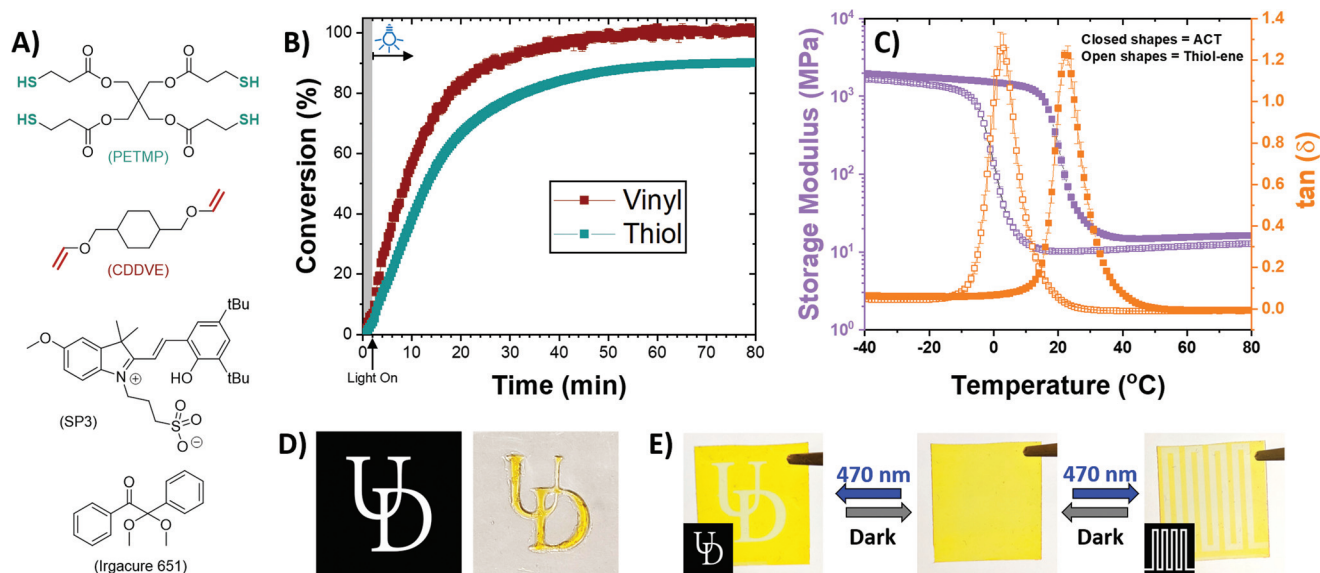 A)
O
O
HS
O
O
SH
HS
O
O
SH
O
O
(PETMP)
O
O
(CDDVE)
tBu
O
N
+
HO
tBu
S
O
O
O
⊖
(SP3)
O
O
O
(Irgacure 651)
B)
Conversion (%)
100
80
60
40
20
0
Vinyl
Thiol
0 10 20 30 40 50 60 70 80
Light On
Time (min)
C)
Closed shapes = ACT
Open shapes = Thiol-ene
Storage Modulus (MPa)
10⁴
10³
10²
10¹
10⁰
tan (δ)
1.4
1.2
1.0
0.8
0.6
0.4
0.2
0.0
-40 -20 0 20 40 60 80
Temperature (°C)
D)
UD
UD
E)
UD
UD
470 nm
Dark
470 nm
Dark